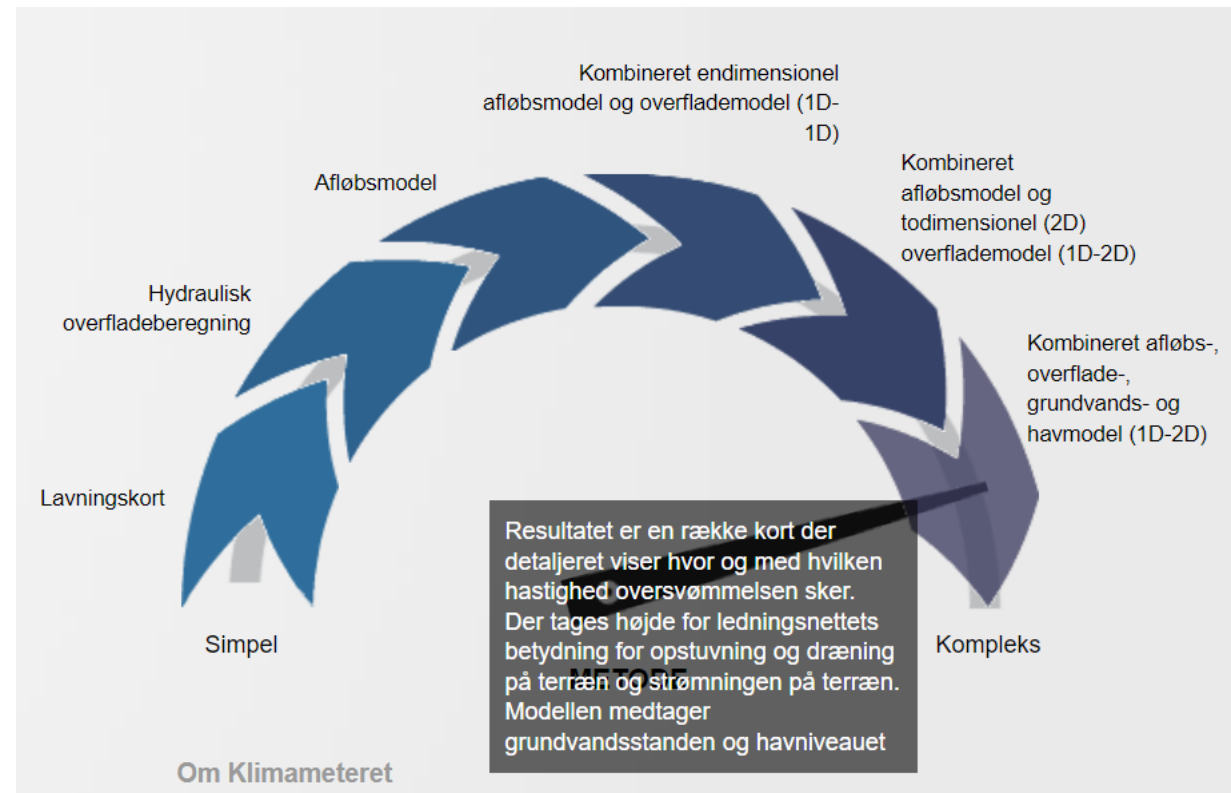 Kombineret endimensionel
afløbsmodel og overflademodel (1D-
1D)
Kombineret
afløbsmodel og
todimensionel (2D)
overflademodel (1D-2D)
Afløbsmodel
Hydraulisk
overfladeberegning
Kombineret afløbs-,
overflade-,
grundvands- og
havmodel (1D-2D)
Lavningskort
Resultatet er en række kort der
detaljeret viser hvor og med hvilken
hastighed oversvømmelsen sker.
Der tages højde for ledningsnettets
betydning for opstuvning og dræning
på terræn og strømningen på terræn.
Modellen medtager
grundvandsstanden og havniveauet
METODE
Simpel
Kompleks
Om Klimameteret